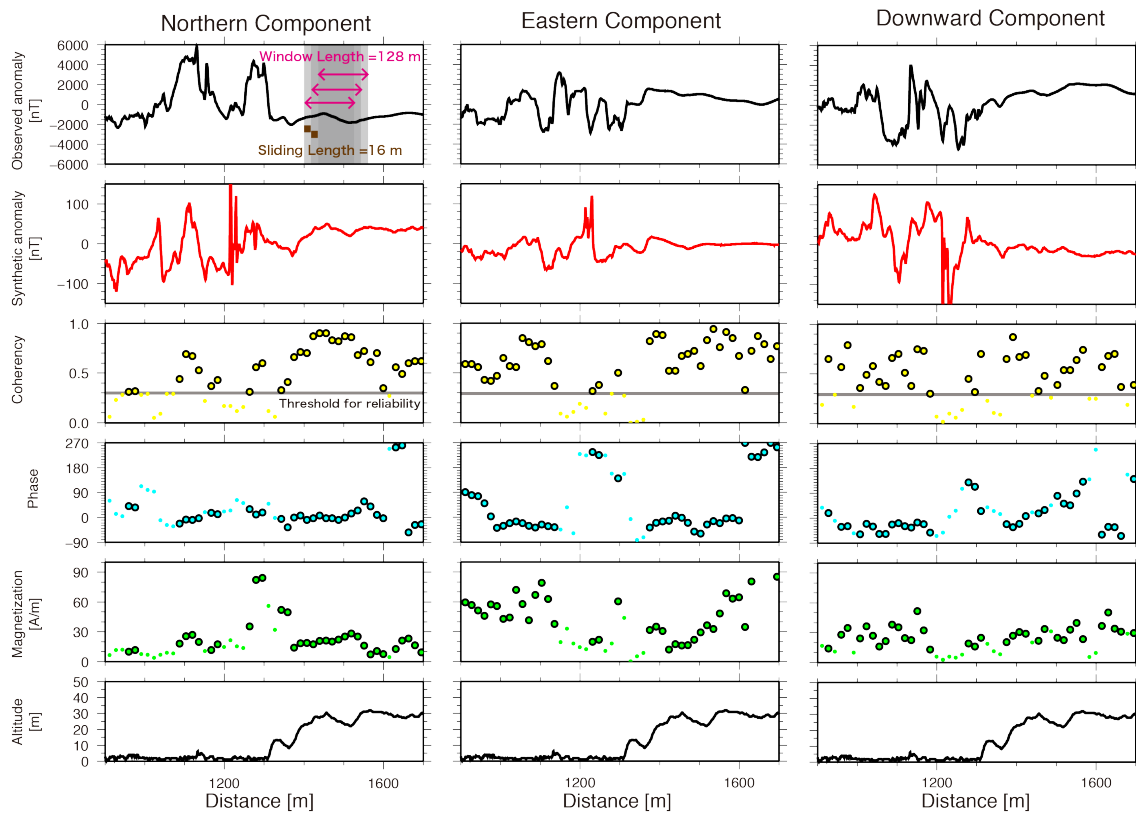 Northern Component
Eastern Component
Downward Component
Observed anomaly
[nT]
6000
4000
2000
0
−2000
−4000
−6000
Window Length =128 m
Sliding Length =16 m
Synthetic anomaly
[nT]
100
0
−100
Coherency
1.0
0.5
0.0
Threshold for reliability
Phase
270
180
90
0
−90
Magnetization
[A/m]
90
60
30
0
Altitude
[m]
50
40
30
20
10
0
1200
1600
1200
1600
1200
1600
Distance [m]
Distance [m]
Distance [m]